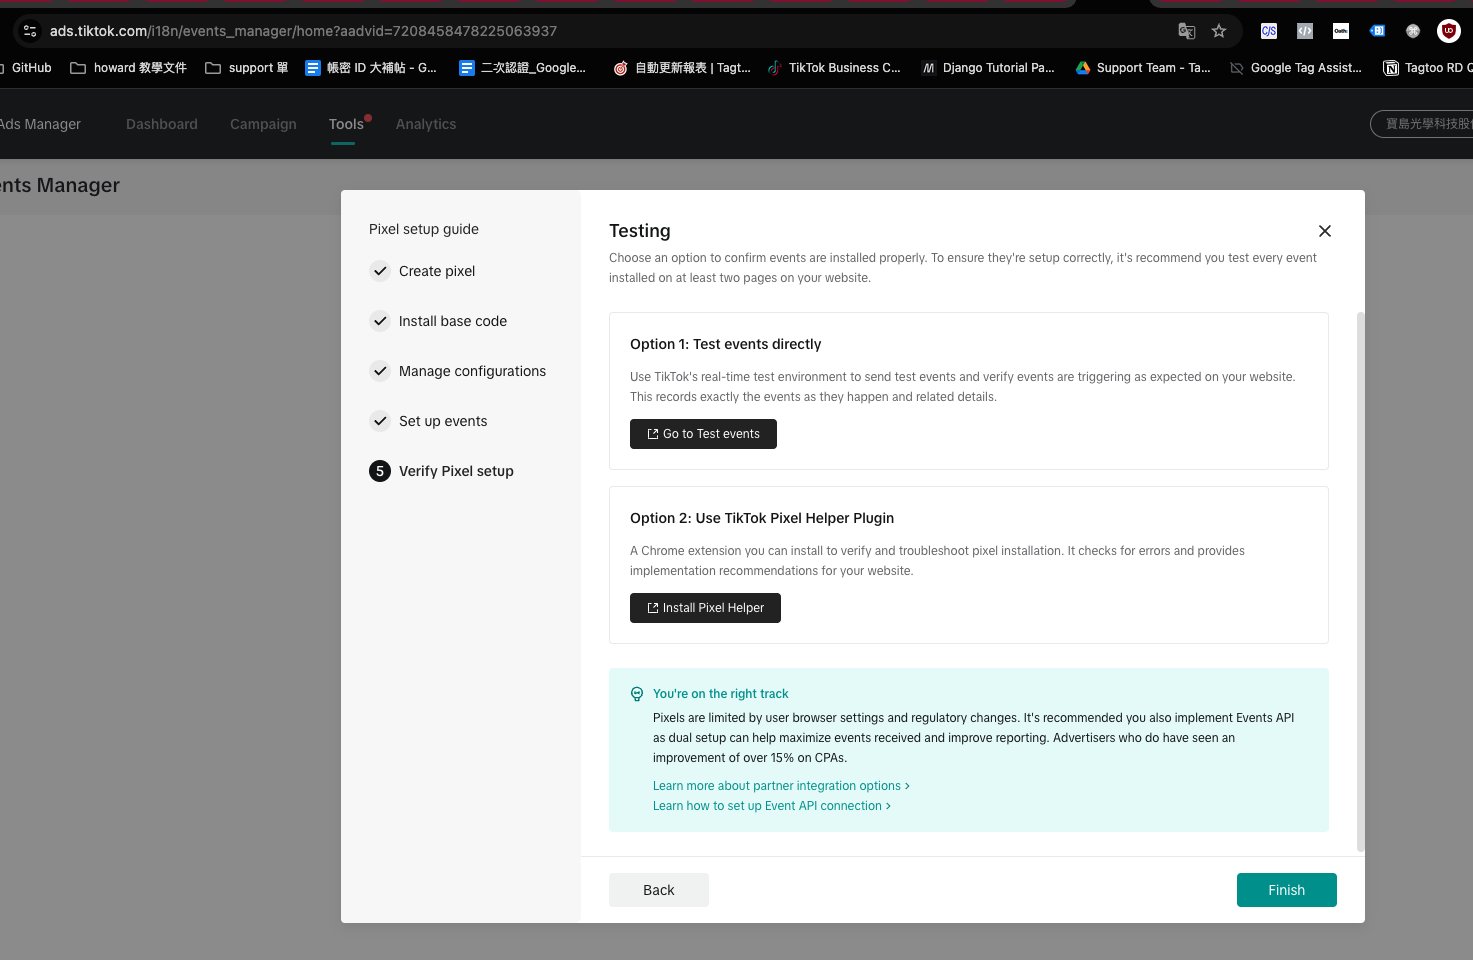 ads.tiktok.com/i18n/events_manager/home?aadvid=7208458478225063937
GitHub
howard 教學文件
support 單
帳密 ID 大補帖 - G...
二次認證_Google...
自動更新報表 | Tagt...
TikTok Business C...
Django Tutorial Pa...
Support Team - Ta...
Google Tag Assist...
Tagtoo RD Q
Ads Manager
Dashboard
Campaign
Tools
Analytics
寶島光學科技股
ents Manager
Pixel setup guide
Create pixel
Install base code
Manage configurations
Set up events
5 Verify Pixel setup
Testing
Choose an option to confirm events are installed properly. To ensure they're setup correctly, it's recommend you test every event
installed on at least two pages on your website.
Option 1: Test events directly
Use TikTok's real-time test environment to send test events and verify events are triggering as expected on your website.
This records exactly the events as they happen and related details.
Go to Test events
Option 2: Use TikTok Pixel Helper Plugin
A Chrome extension you can install to verify and troubleshoot pixel installation. It checks for errors and provides
implementation recommendations for your website.
Install Pixel Helper
You're on the right track
Pixels are limited by user browser settings and regulatory changes. It's recommended you also implement Events API
as dual setup can help maximize events received and improve reporting. Advertisers who do have seen an
improvement of over 15% on CPAs.
Learn more about partner integration options >
Learn how to set up Event API connection >
Back
Finish